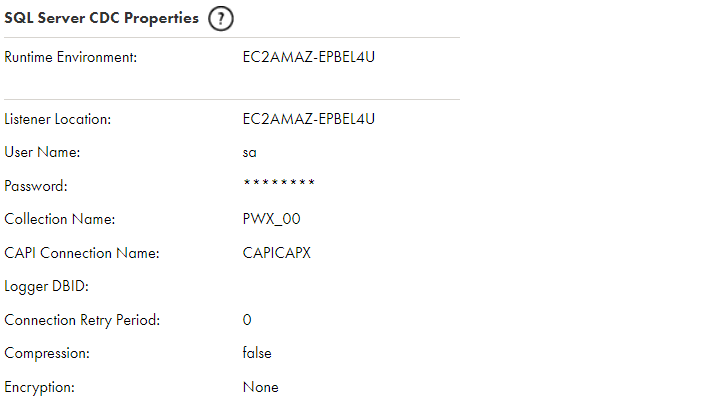 SQL Server CDC Properties ?
Runtime Environment: EC2AMAZ-EPBEL4U
Listener Location: EC2AMAZ-EPBEL4U
User Name: sa
Password: ********
Collection Name: PWX_00
CAPI Connection Name: CAPICAPX
Logger DBID:
Connection Retry Period: 0
Compression: false
Encryption: None